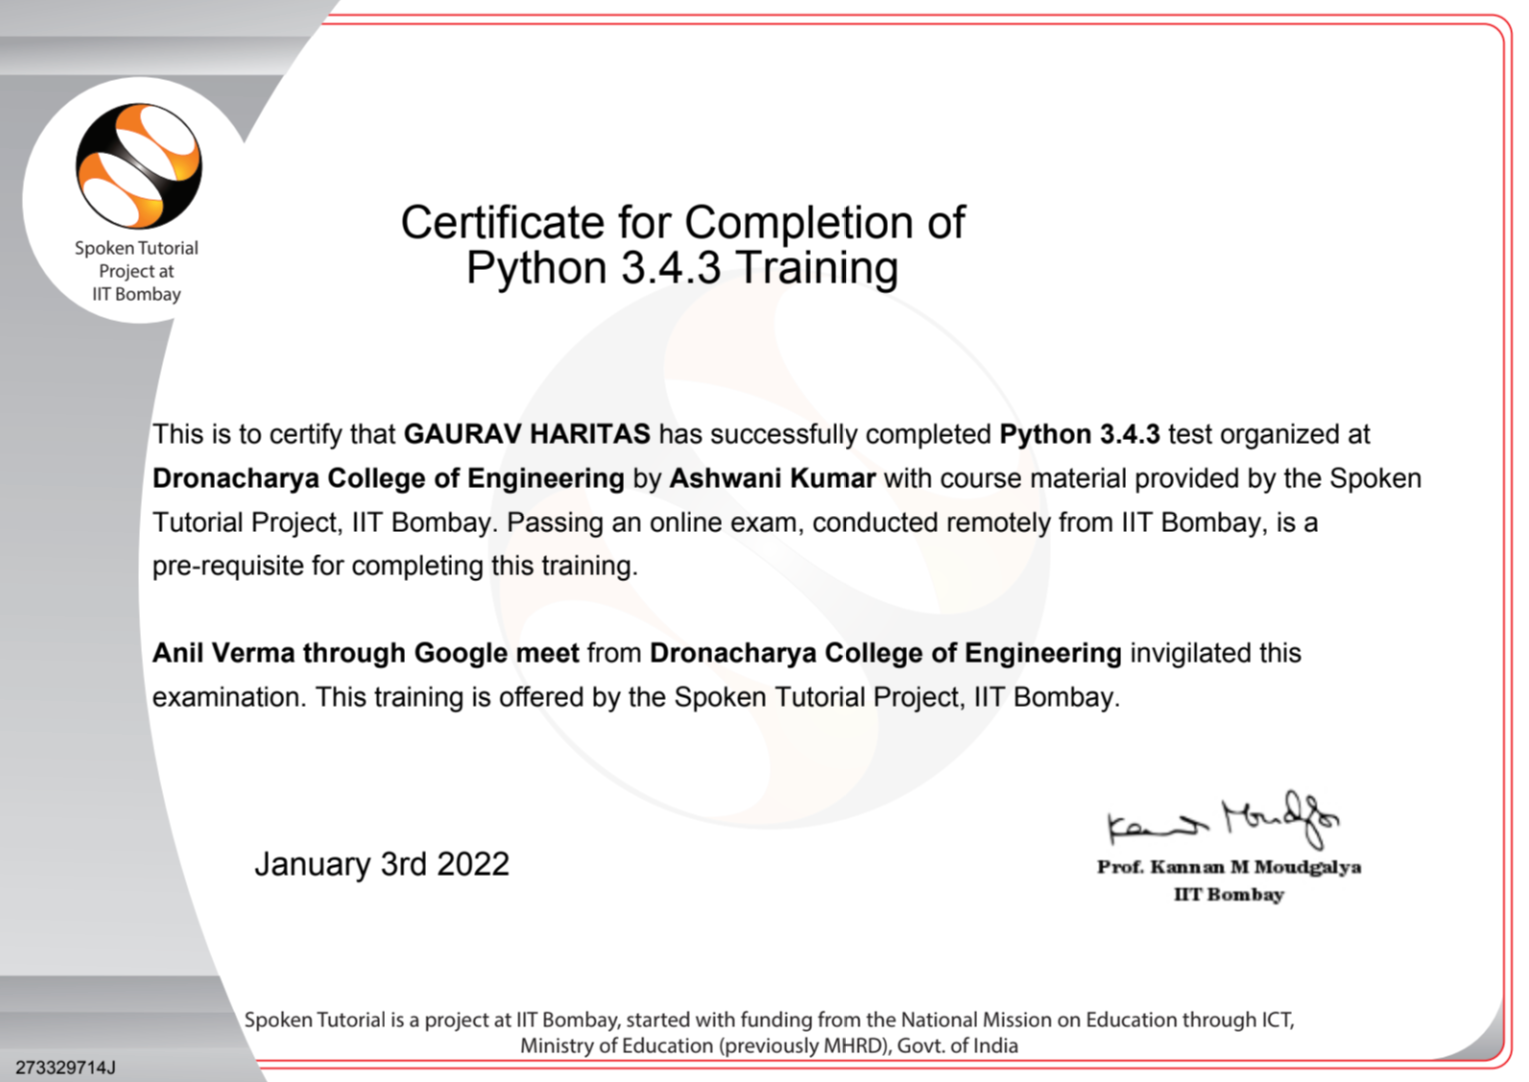 Spoken Tutorial
Project at
IIT Bombay
Certificate for Completion of
Python 3.4.3 Training
This is to certify that GAURAV HARITAS has successfully completed Python 3.4.3 test organized at
Dronacharya College of Engineering by Ashwani Kumar with course material provided by the Spoken
Tutorial Project, IIT Bombay. Passing an online exam, conducted remotely from IIT Bombay, is a
pre-requisite for completing this training.
Anil Verma through Google meet from Dronacharya College of Engineering invigilated this
examination. This training is offered by the Spoken Tutorial Project, IIT Bombay.
January 3rd 2022
Kannan Moudgalya
Prof. Kannan M Moudgalya
IIT Bombay
Spoken Tutorial is a project at IIT Bombay, started with funding from the National Mission on Education through ICT,
Ministry of Education (previously MHRD), Govt. of India
273329714J